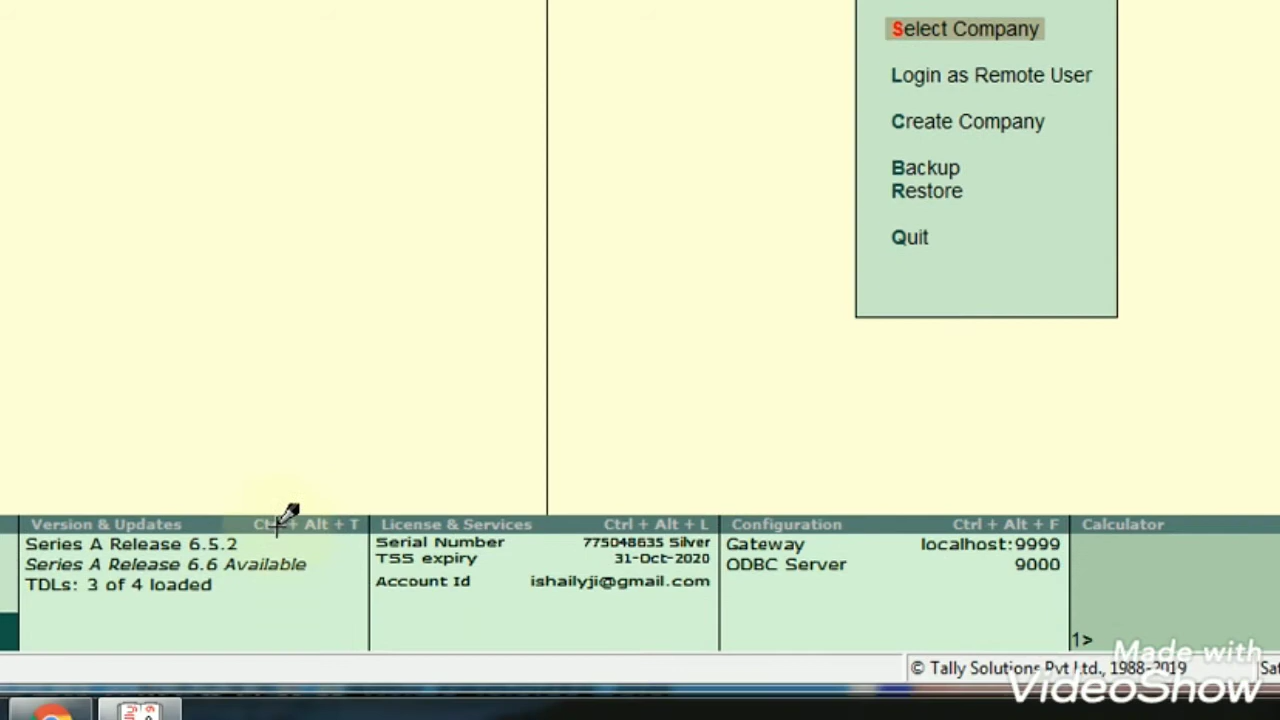 Select Company
Login as Remote User
Create Company
Backup
Restore
Quit
Version & Updates Ctrl + Alt + T
Series A Release 6.5.2
Series A Release 6.6 Available
TDLs: 3 of 4 loaded
License & Services Ctrl + Alt + L
Serial Number 775048635 Silver
TSS expiry 31-Oct-2020
Account Id ishailyji@gmail.com
Configuration Ctrl + Alt + F
Gateway localhost:9999
ODBC Server 9000
Calculator
1>
© Tally Solutions Pvt Ltd., 1988-2019
Made with
VideoShow